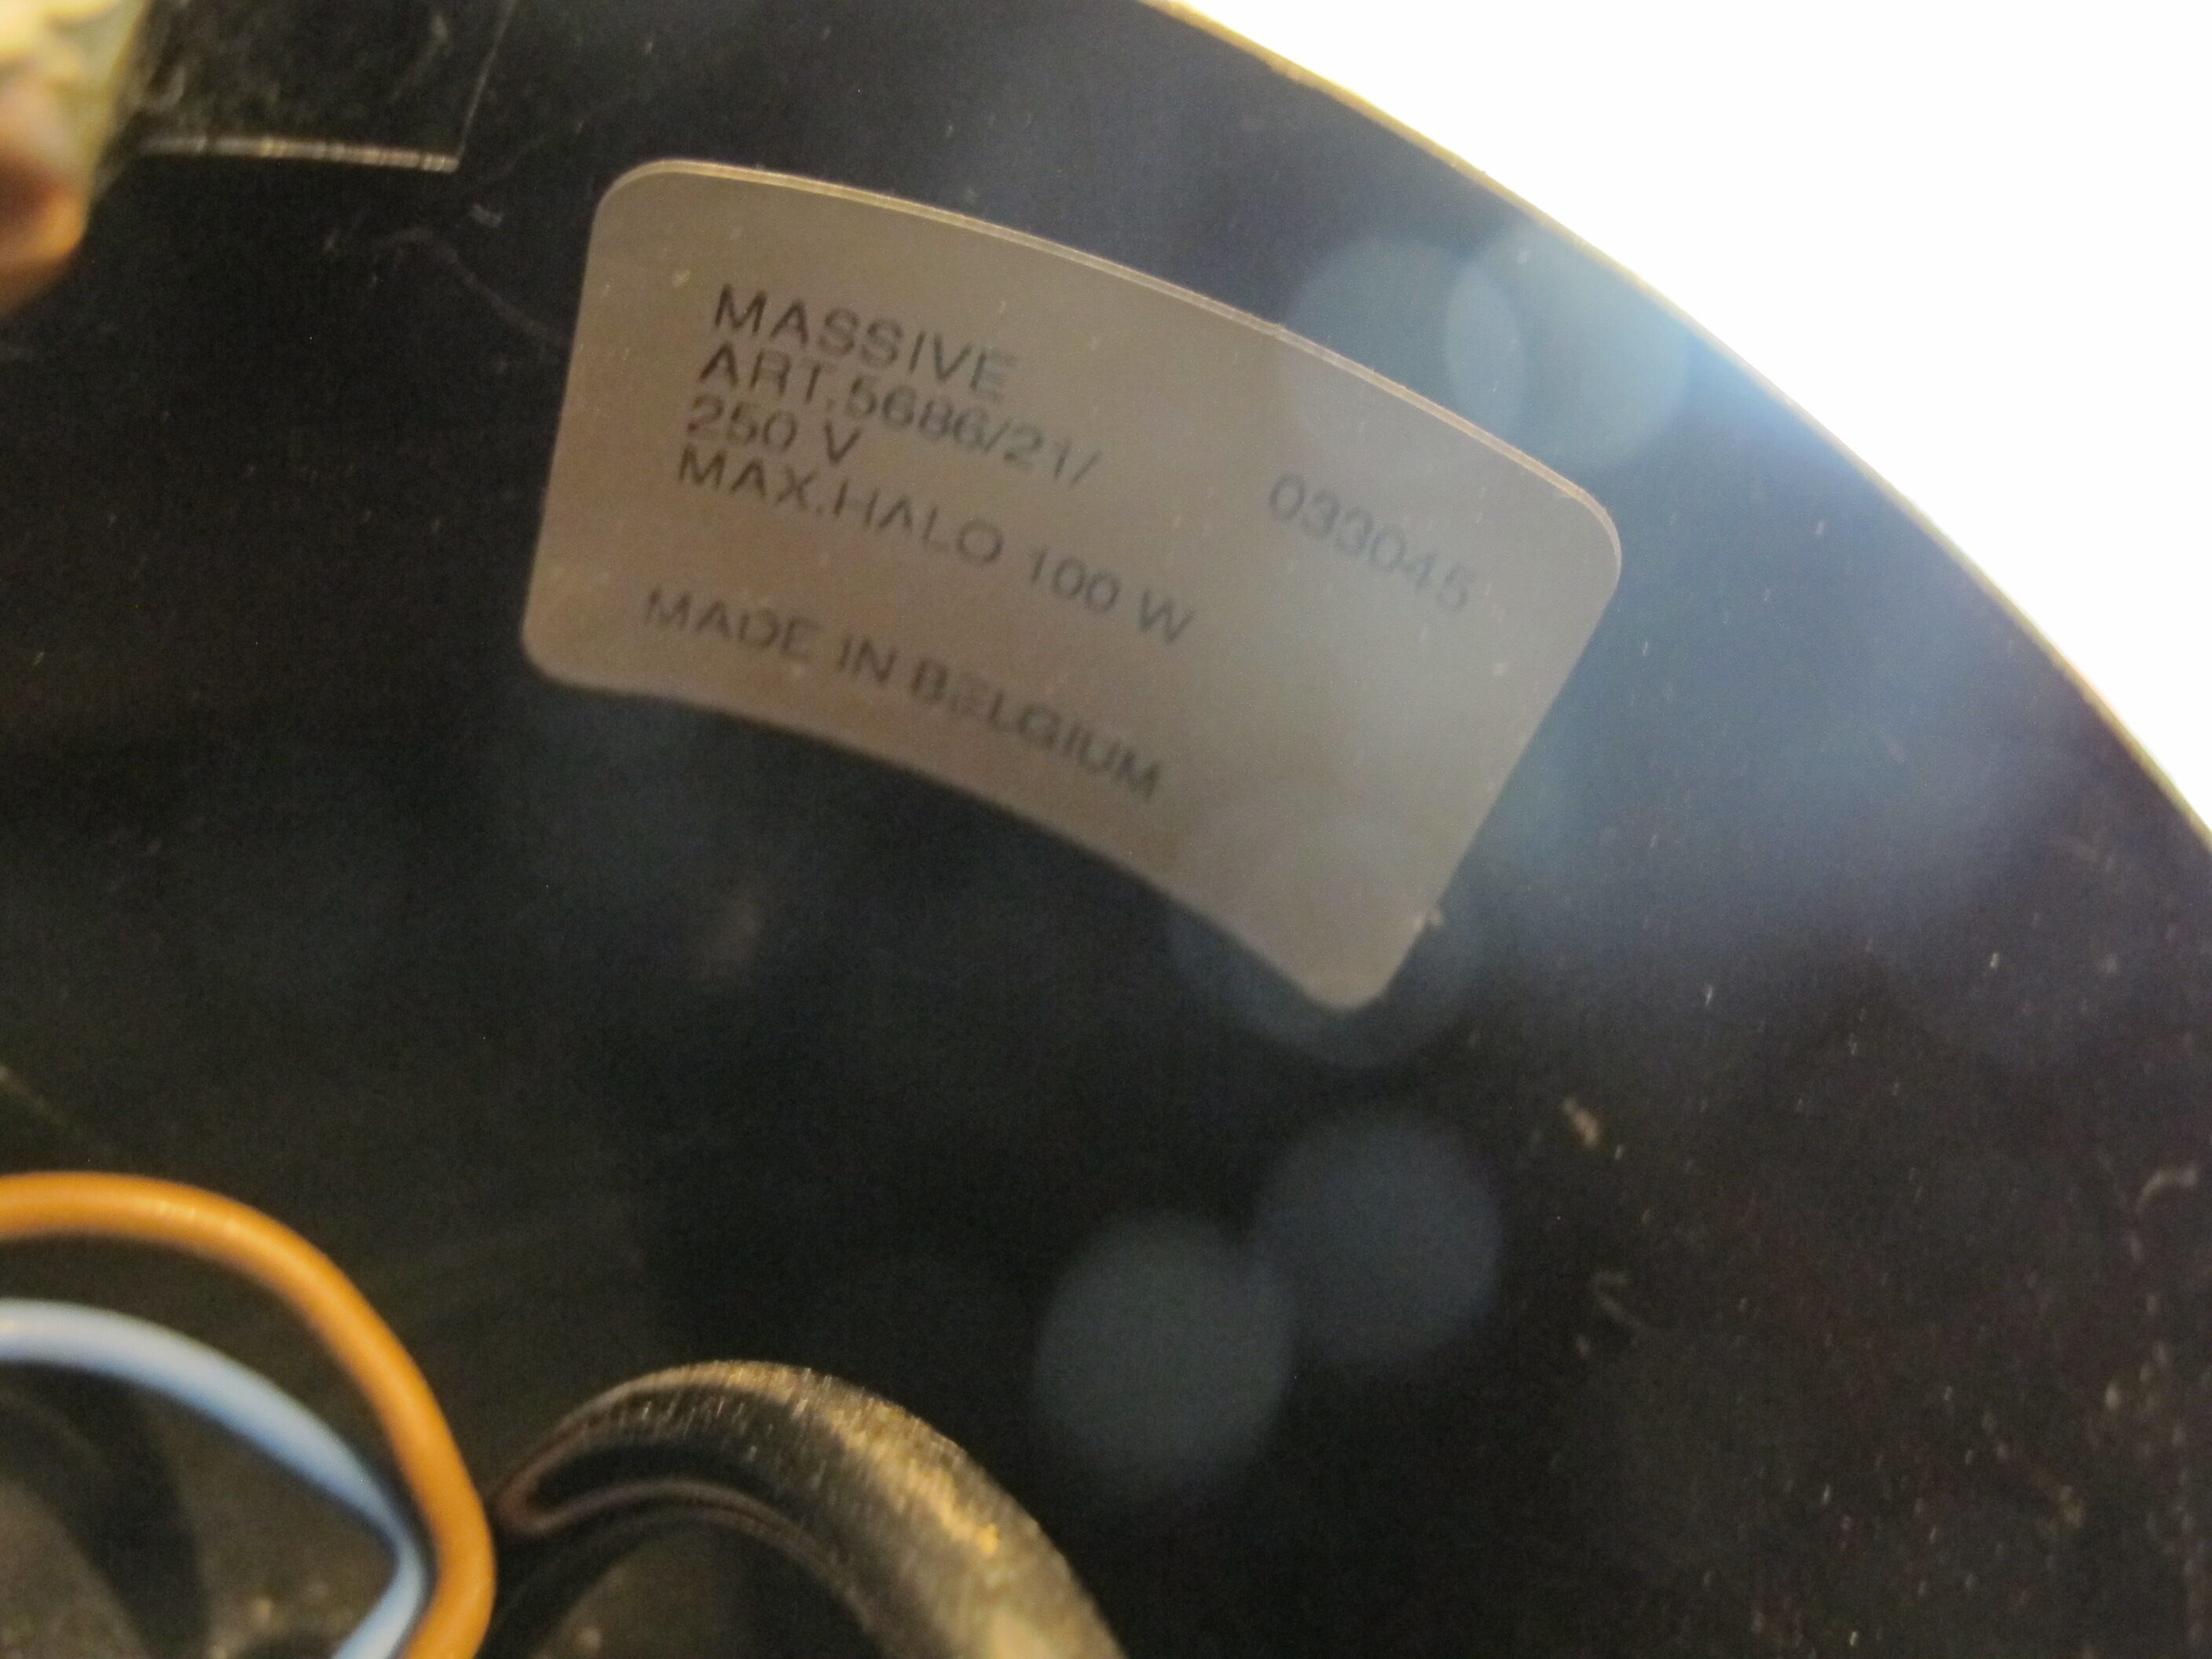 MASSIVE
ART.5686/21/ 033045
250 V
MAX.HALO 100 W
MADE IN BELGIUM